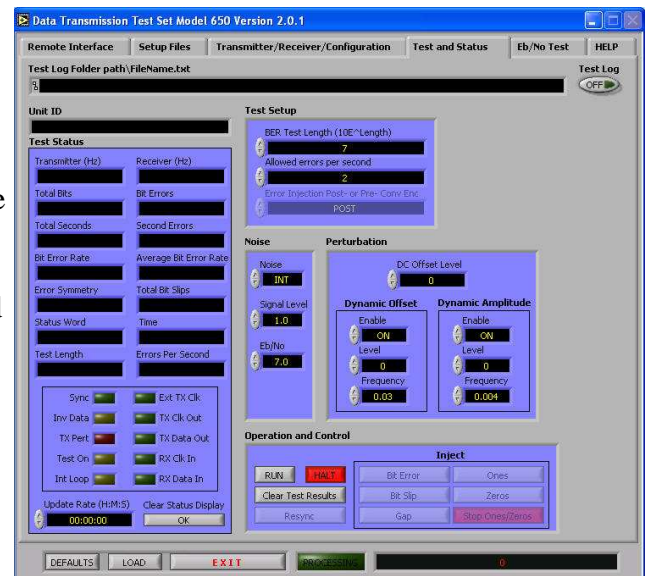 Data Transmission Test Set Model 650 Version 2.0.1
Remote Interface Setup Files Transmitter/Receiver/Configuration Test and Status Eb/No Test HELP
Test Log Folder path\FileName.txt Test Log
OFF
Unit ID
Test Status
Transmitter (Hz) Receiver (Hz)
Total Bits Bit Errors
Total Seconds Second Errors
Bit Error Rate Average Bit Error Rate
Error Symmetry Total Bit Slips
Status Word Time
Test Length Errors Per Second
Sync Ext TX Clk
Inv Data TX Clk Out
TX Pert TX Data Out
Test On RX Clk In
Int Loop RX Data In
Update Rate (H:M:S) Clear Status Display
00:00:00 OK
Test Setup
BER Test Length (10E^Length)
7
Allowed errors per second
2
Error Injection Post- or Pre- Conv Enc
POST
Noise
Noise
INT
Signal Level
1.0
Eb/No
7.0
Perturbation
DC Offset Level
0
Dynamic Offset Dynamic Amplitude
Enable Enable
ON ON
Level Level
0 0
Frequency Frequency
0.03 0.004
Operation and Control
Inject
RUN HALT Bit Error Ones
Clear Test Results Bit Slip Zeros
Resync Gap Stop Ones/Zeros
DEFAULTS LOAD EXIT PROCESSING 0